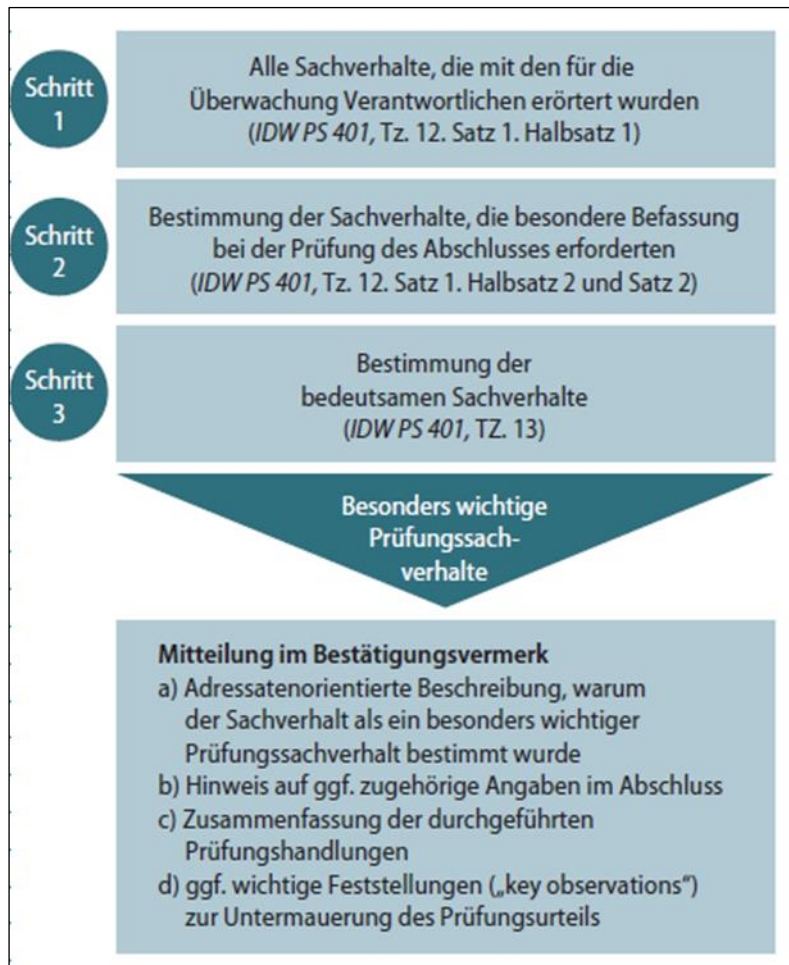 Schritt
1
Alle Sachverhalte, die mit den für die
Überwachung Verantwortlichen erörtert wurden
(IDW PS 401, Tz. 12. Satz 1. Halbsatz 1)
Schritt
2
Bestimmung der Sachverhalte, die besondere Befassung
bei der Prüfung des Abschlusses erforderten
(IDW PS 401, Tz. 12. Satz 1. Halbsatz 2 und Satz 2)
Schritt
3
Bestimmung der
bedeutsamen Sachverhalte
(IDW PS 401, TZ. 13)
Besonders wichtige
Prüfungssach-
verhalte
Mitteilung im Bestätigungsvermerk
a) Adressatenorientierte Beschreibung, warum
der Sachverhalt als ein besonders wichtiger
Prüfungssachverhalt bestimmt wurde
b) Hinweis auf ggf. zugehörige Angaben im Abschluss
c) Zusammenfassung der durchgeführten
Prüfungshandlungen
d) ggf. wichtige Feststellungen („key observations“)
zur Untermauerung des Prüfungsurteils